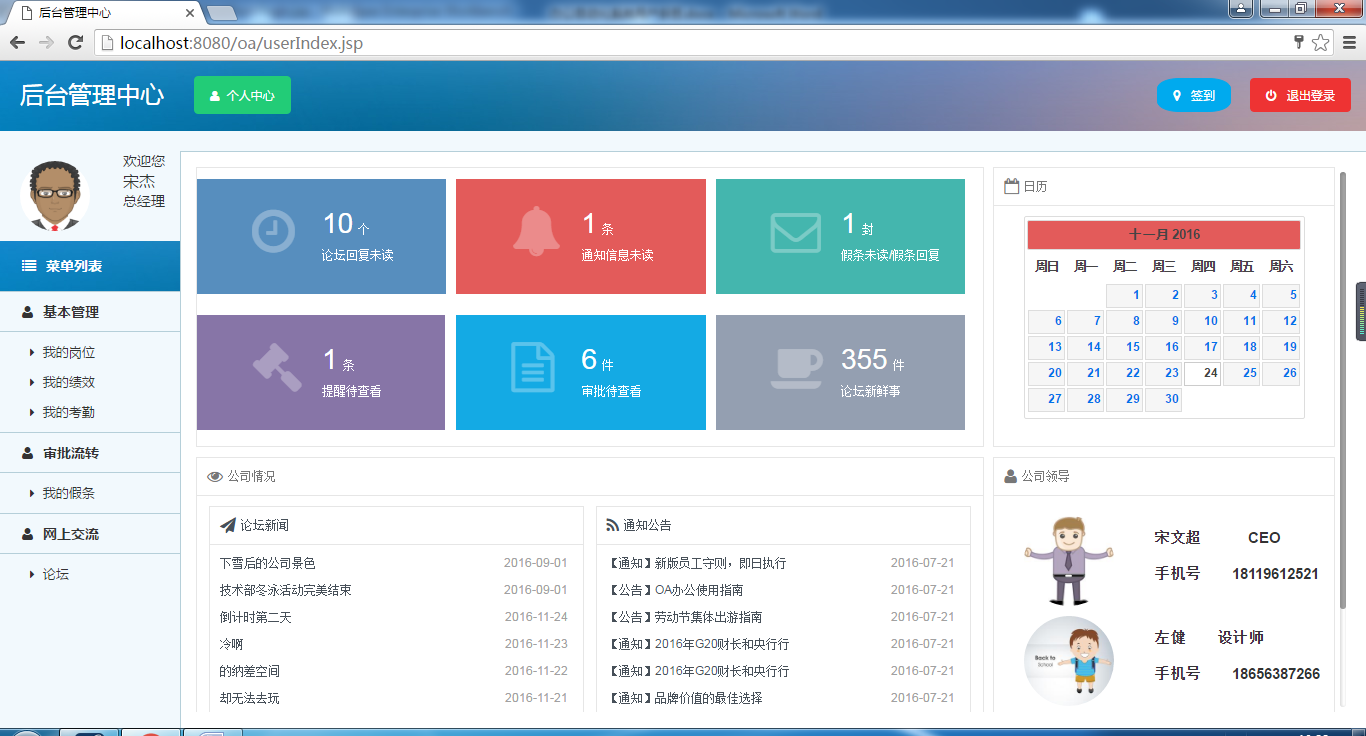 后台管理中心
localhost:8080/oa/userIndex.jsp
后台管理中心
个人中心
签到
退出登录
欢迎您
宋杰
总经理
菜单列表
基本管理
我的岗位
我的绩效
我的考勤
审批流转
我的假条
网上交流
论坛
10 个
论坛回复未读
1 条
通知信息未读
1 封
假条未读/假条回复
1 条
提醒待查看
6 件
审批待查看
355 件
论坛新鲜事
日历
十一月 2016
周日 周一 周二 周三 周四 周五 周六
1 2 3 4 5
6 7 8 9 10 11 12
13 14 15 16 17 18 19
20 21 22 23 24 25 26
27 28 29 30
公司情况
论坛新闻
下雪后的公司景色 2016-09-01
技术部冬泳活动完美结束 2016-09-01
倒计时第二天 2016-11-24
冷啊 2016-11-23
的纳差空间 2016-11-22
却无法去玩 2016-11-21
通知公告
【通知】新版员工守则，即日执行 2016-07-21
【公告】OA办公使用指南 2016-07-21
【公告】劳动节集体出游指南 2016-07-21
【通知】2016年G20财长和央行行 2016-07-21
【通知】2016年G20财长和央行行 2016-07-21
【通知】品牌价值的最佳选择 2016-07-21
公司领导
宋文超 CEO
手机号 18119612521
Back to
School
左健 设计师
手机号 18656387266